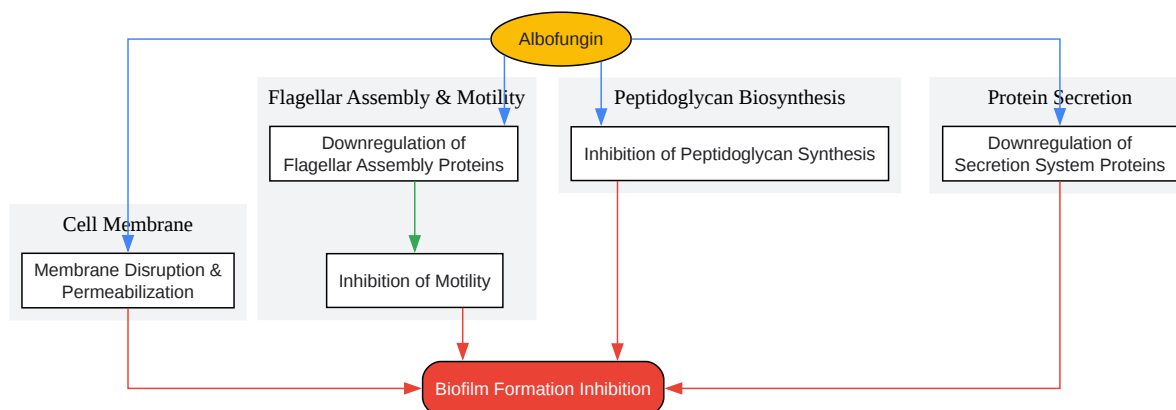 Albofungin
Flagellar Assembly & Motility
Peptidoglycan Biosynthesis
Protein Secretion
Downregulation of
Flagellar Assembly Proteins
Inhibition of Peptidoglycan Synthesis
Downregulation of
Secretion System Proteins
Cell Membrane
Membrane Disruption &
Permeabilization
Inhibition of Motility
Biofilm Formation Inhibition